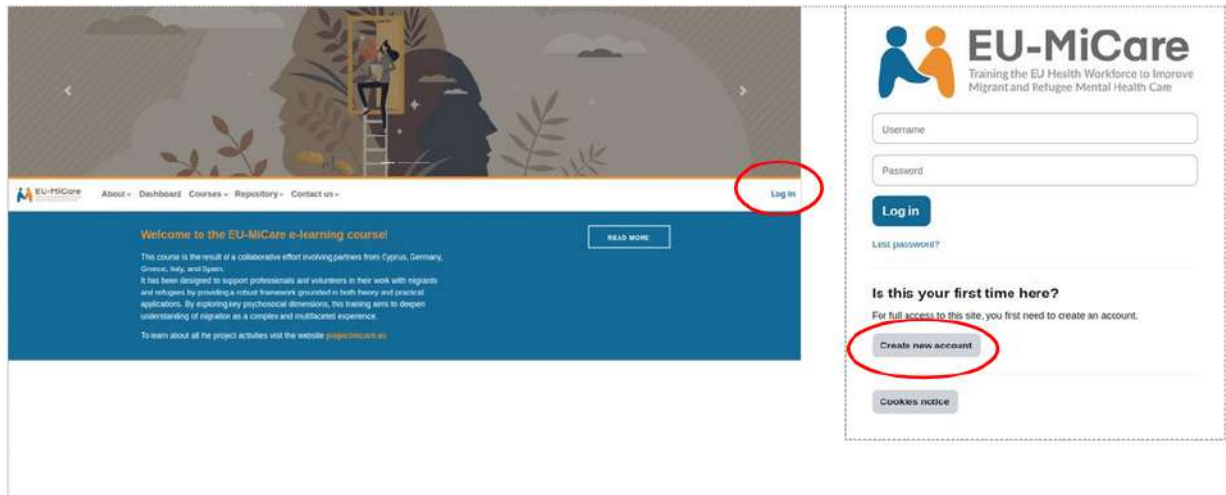 EU-MiCare
About
Dashboard
Courses
Repository
Contact us
Log in
Welcome to the EU-MiCare e-learning course!
This course is the result of a collaborative effort involving partners from Cyprus, Germany,
Greece, Italy, and Spain.
It has been designed to support professionals and volunteers in their work with migrants
and refugees by providing a robust framework grounded in both theory and practical
applications. By exploring key psychosocial dimensions, this training aims to deepen
understanding of migration as a complex and multifaceted experience.
To learn about all the project activities visit the website projectmicare.eu
READ MORE
EU-MiCare
Training the EU Health Workforce to Improve
Migrant and Refugee Mental Health Care
Username
Password
Log in
Lost password?
Is this your first time here?
For full access to this site, you first need to create an account.
Create new account
Cookies notice